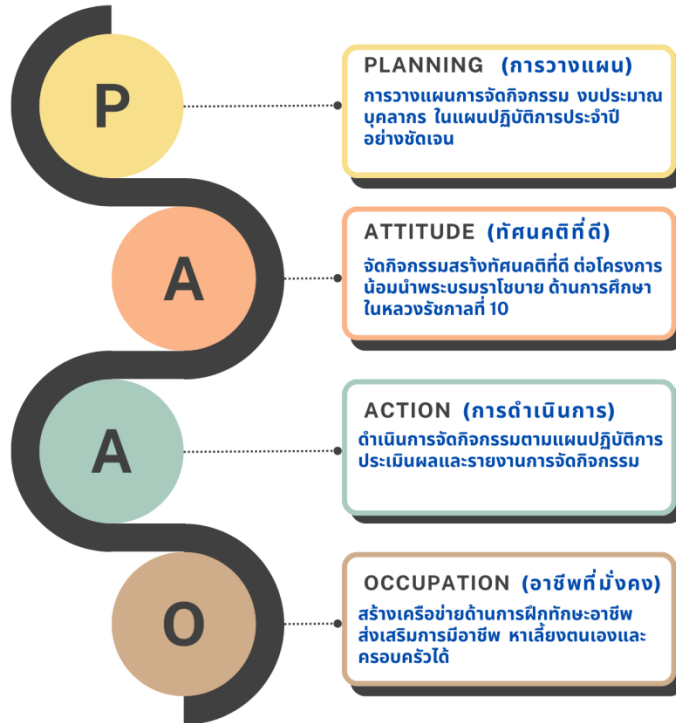 P
PLANNING (การวางแผน)
การวางแผนการจัดกิจกรรม งบประมาณ
บุคลากร ในแผนปฏิบัติการประจำปี
อย่างชัดเจน
A
ATTITUDE (ทัศนคติที่ดี)
จัดกิจกรรมสร้างทัศนคติที่ดี ต่อโครงการ
น้อมนำพระบรมราโชบาย ด้านการศึกษา
ในหลวงรัชกาลที่ 10
A
ACTION (การดำเนินการ)
ดำเนินการจัดกิจกรรมตามแผนปฏิบัติการ
ประเมินผลและรายงานการจัดกิจกรรม
O
OCCUPATION (อาชีพที่มั่งคง)
สร้างเครือข่ายด้านการฝึกทักษะอาชีพ
ส่งเสริมการมีอาชีพ หาเลี้ยงตนเองและ
ครอบครัวได้